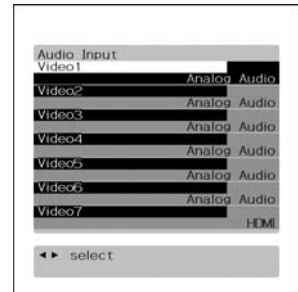 Audio Input
Video1
Analog Audio
Video2
Analog Audio
Video3
Analog Audio
Video4
Analog Audio
Video5
Analog Audio
Video6
Analog Audio
Video7
HDMI
◄► select